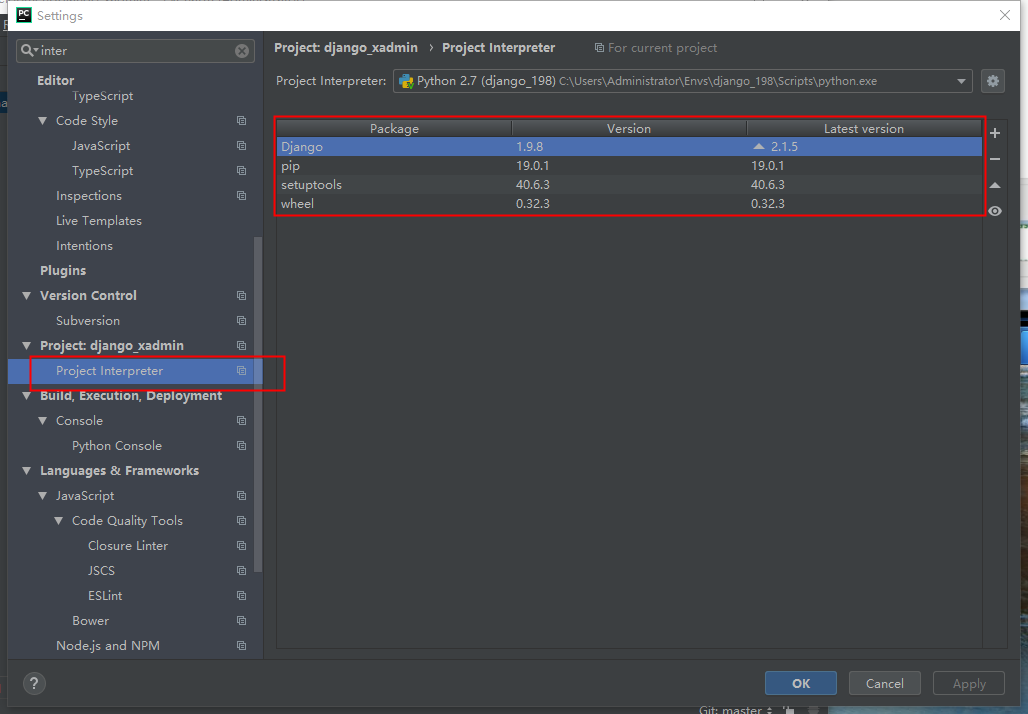 PC Settings
inter
Editor
TypeScript
Code Style
JavaScript
TypeScript
Inspections
Live Templates
Intentions
Plugins
Version Control
Subversion
Project: django_xadmin
Project Interpreter
Build, Execution, Deployment
Console
Python Console
Languages & Frameworks
JavaScript
Code Quality Tools
Closure Linter
JSCS
ESLint
Bower
Node.js and NPM
Project: django_xadmin › Project Interpreter For current project
Project Interpreter: Python 2.7 (django_198) C:\Users\Administrator\Envs\django_198\Scripts\python.exe
Package Version Latest version
Django 1.9.8 2.1.5
pip 19.0.1 19.0.1
setuptools 40.6.3 40.6.3
wheel 0.32.3 0.32.3
? OK Cancel Apply
Git: master